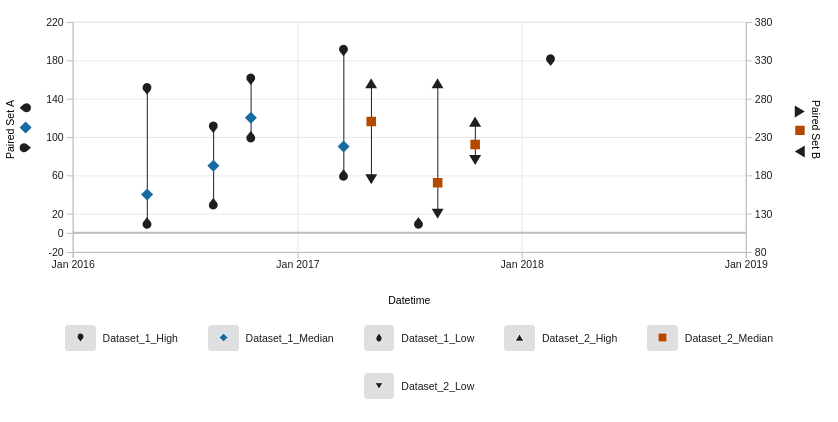 220
180
140
100
60
20
0
-20
380
330
280
230
180
130
80
Paired Set A
Paired Set B
Jan 2016 Jan 2017 Jan 2018 Jan 2019
Datetime
Dataset_1_High Dataset_1_Median Dataset_1_Low Dataset_2_High Dataset_2_Median
Dataset_2_Low